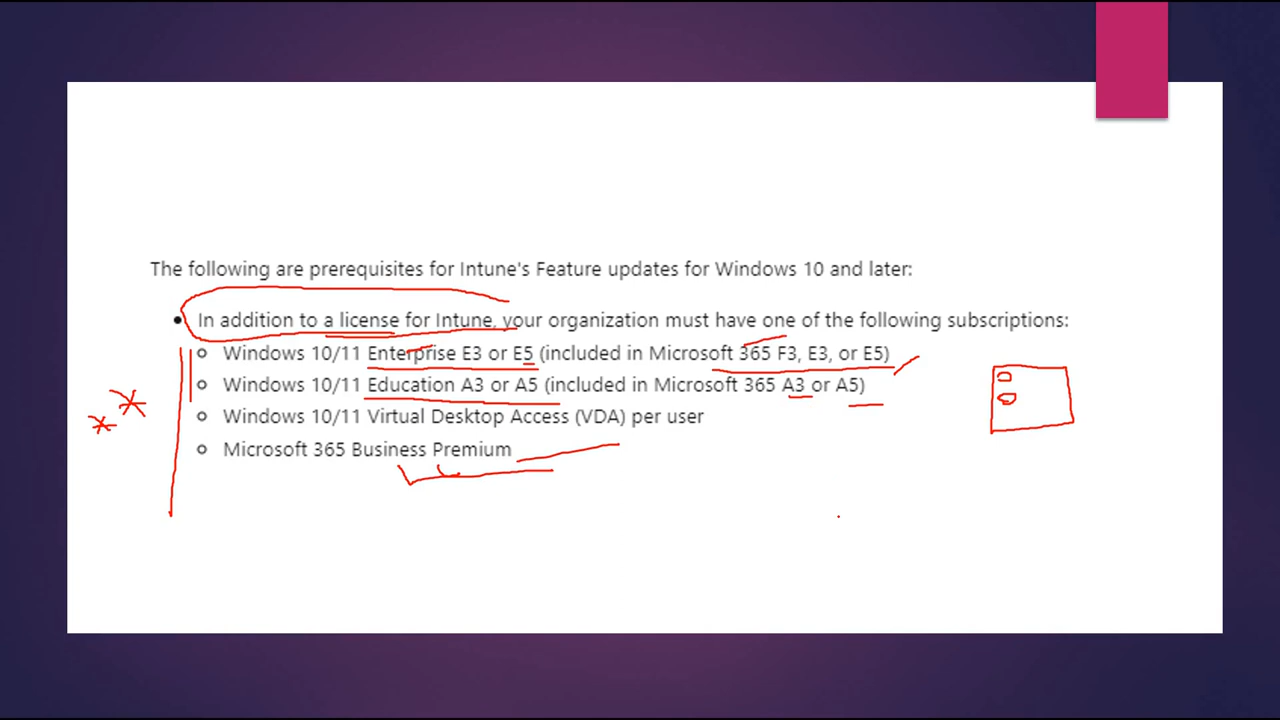 The following are prerequisites for Intune's Feature updates for Windows 10 and later:
• In addition to a license for Intune, your organization must have one of the following subscriptions:
o Windows 10/11 Enterprise E3 or E5 (included in Microsoft 365 F3, E3, or E5)
o Windows 10/11 Education A3 or A5 (included in Microsoft 365 A3 or A5)
o Windows 10/11 Virtual Desktop Access (VDA) per user
o Microsoft 365 Business Premium